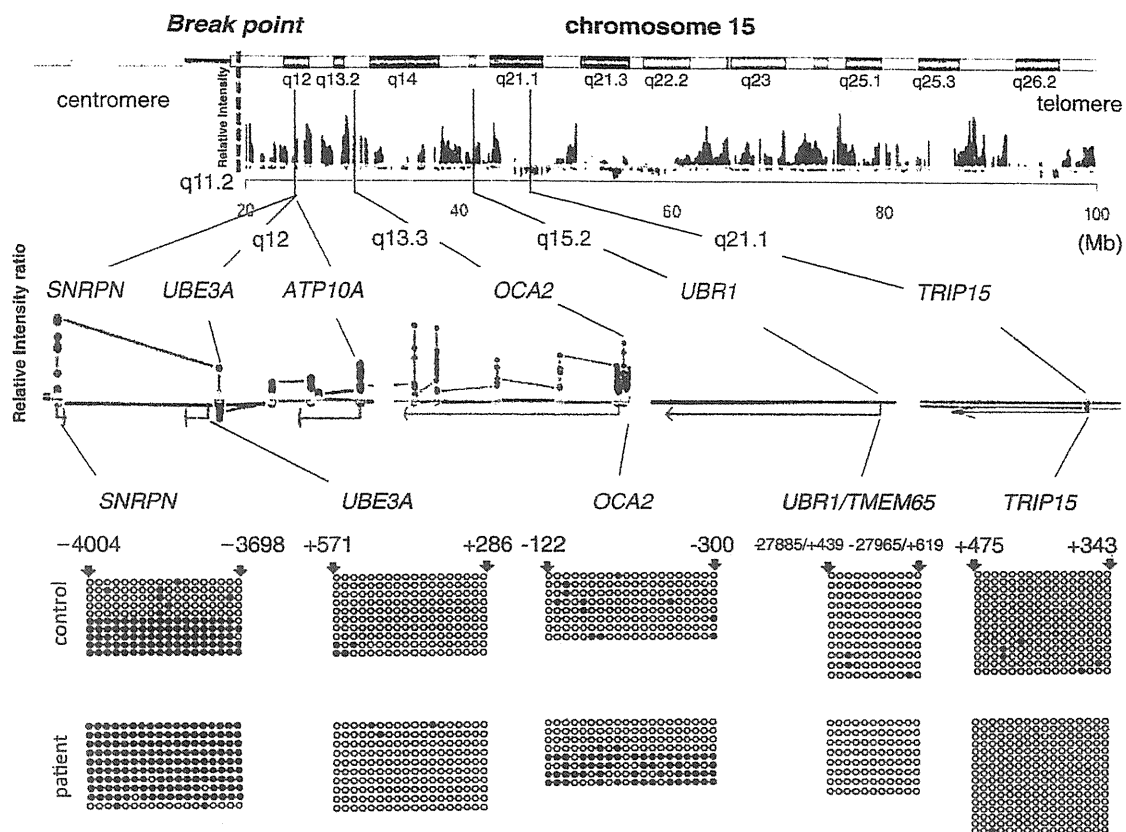 Break point chromosome 15
q12 q13.2 q14 q21.1 q21.3 q22.2 q23 q25.1 q25.3 q26.2
centromere
telomere
Relative Intensity
q11.2
20 40 60 80 100
q12 q13.3 q15.2 q21.1 (Mb)
Relative Intensity ratio
SNRPN UBE3A ATP10A OCA2 UBR1 TRIP15
SNRPN UBE3A OCA2 UBR1/TMEM65 TRIP15
−4004 −3698 +571 +286 -122 -300 -27885/+439 -27965/+619 +475 +343
control
patient